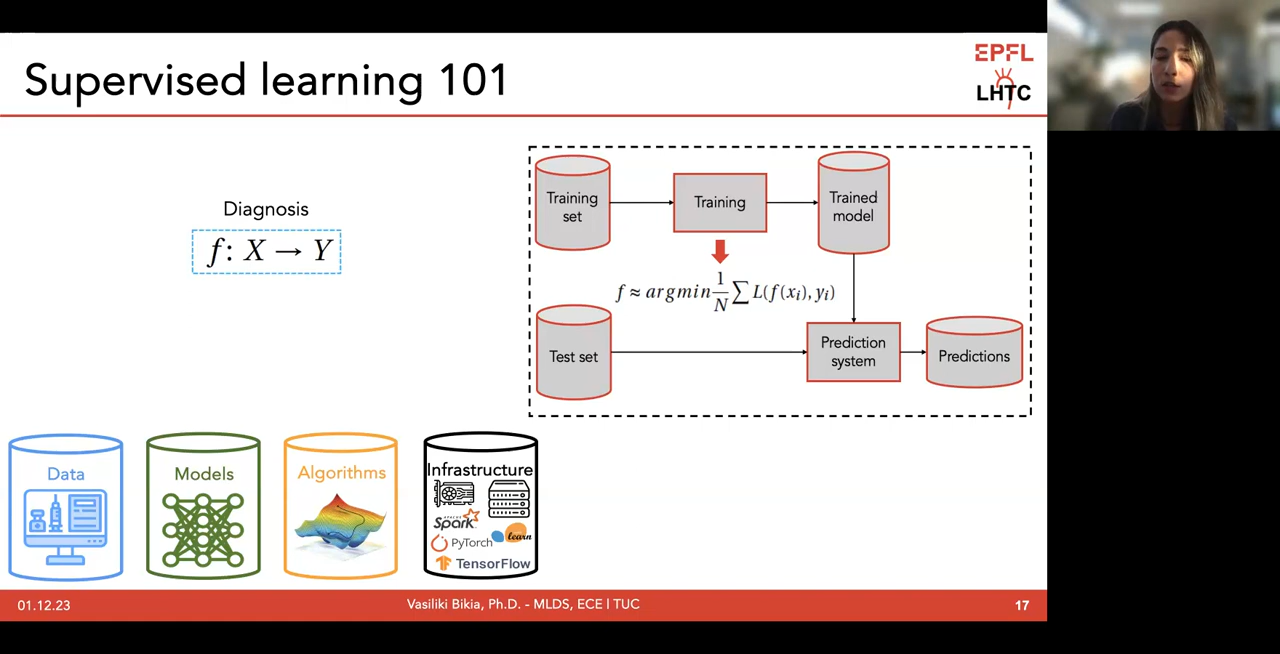 Supervised learning 101
EPFL
LHTC
Diagnosis
f: X → Y
Training
set
Training
Trained
model
f ≈ argmin 1/N ∑ L(f(xᵢ), yᵢ)
Test set
Prediction
system
Predictions
Data
Models
Algorithms
Infrastructure
APACHE
Spark
learn
PyTorch
TensorFlow
01.12.23
Vasiliki Bikia, Ph.D. - MLDS, ECE | TUC
17